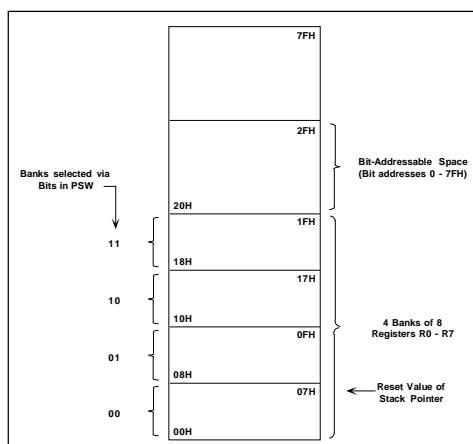 7FH
2FH
Bit-Addressable Space
(Bit addresses 0 - 7FH)
Banks selected via
Bits in PSW
20H
1FH
11
18H
17H
10
10H
4 Banks of 8
Registers R0 - R7
0FH
01
08H
07H
Reset Value of
Stack Pointer
00
00H